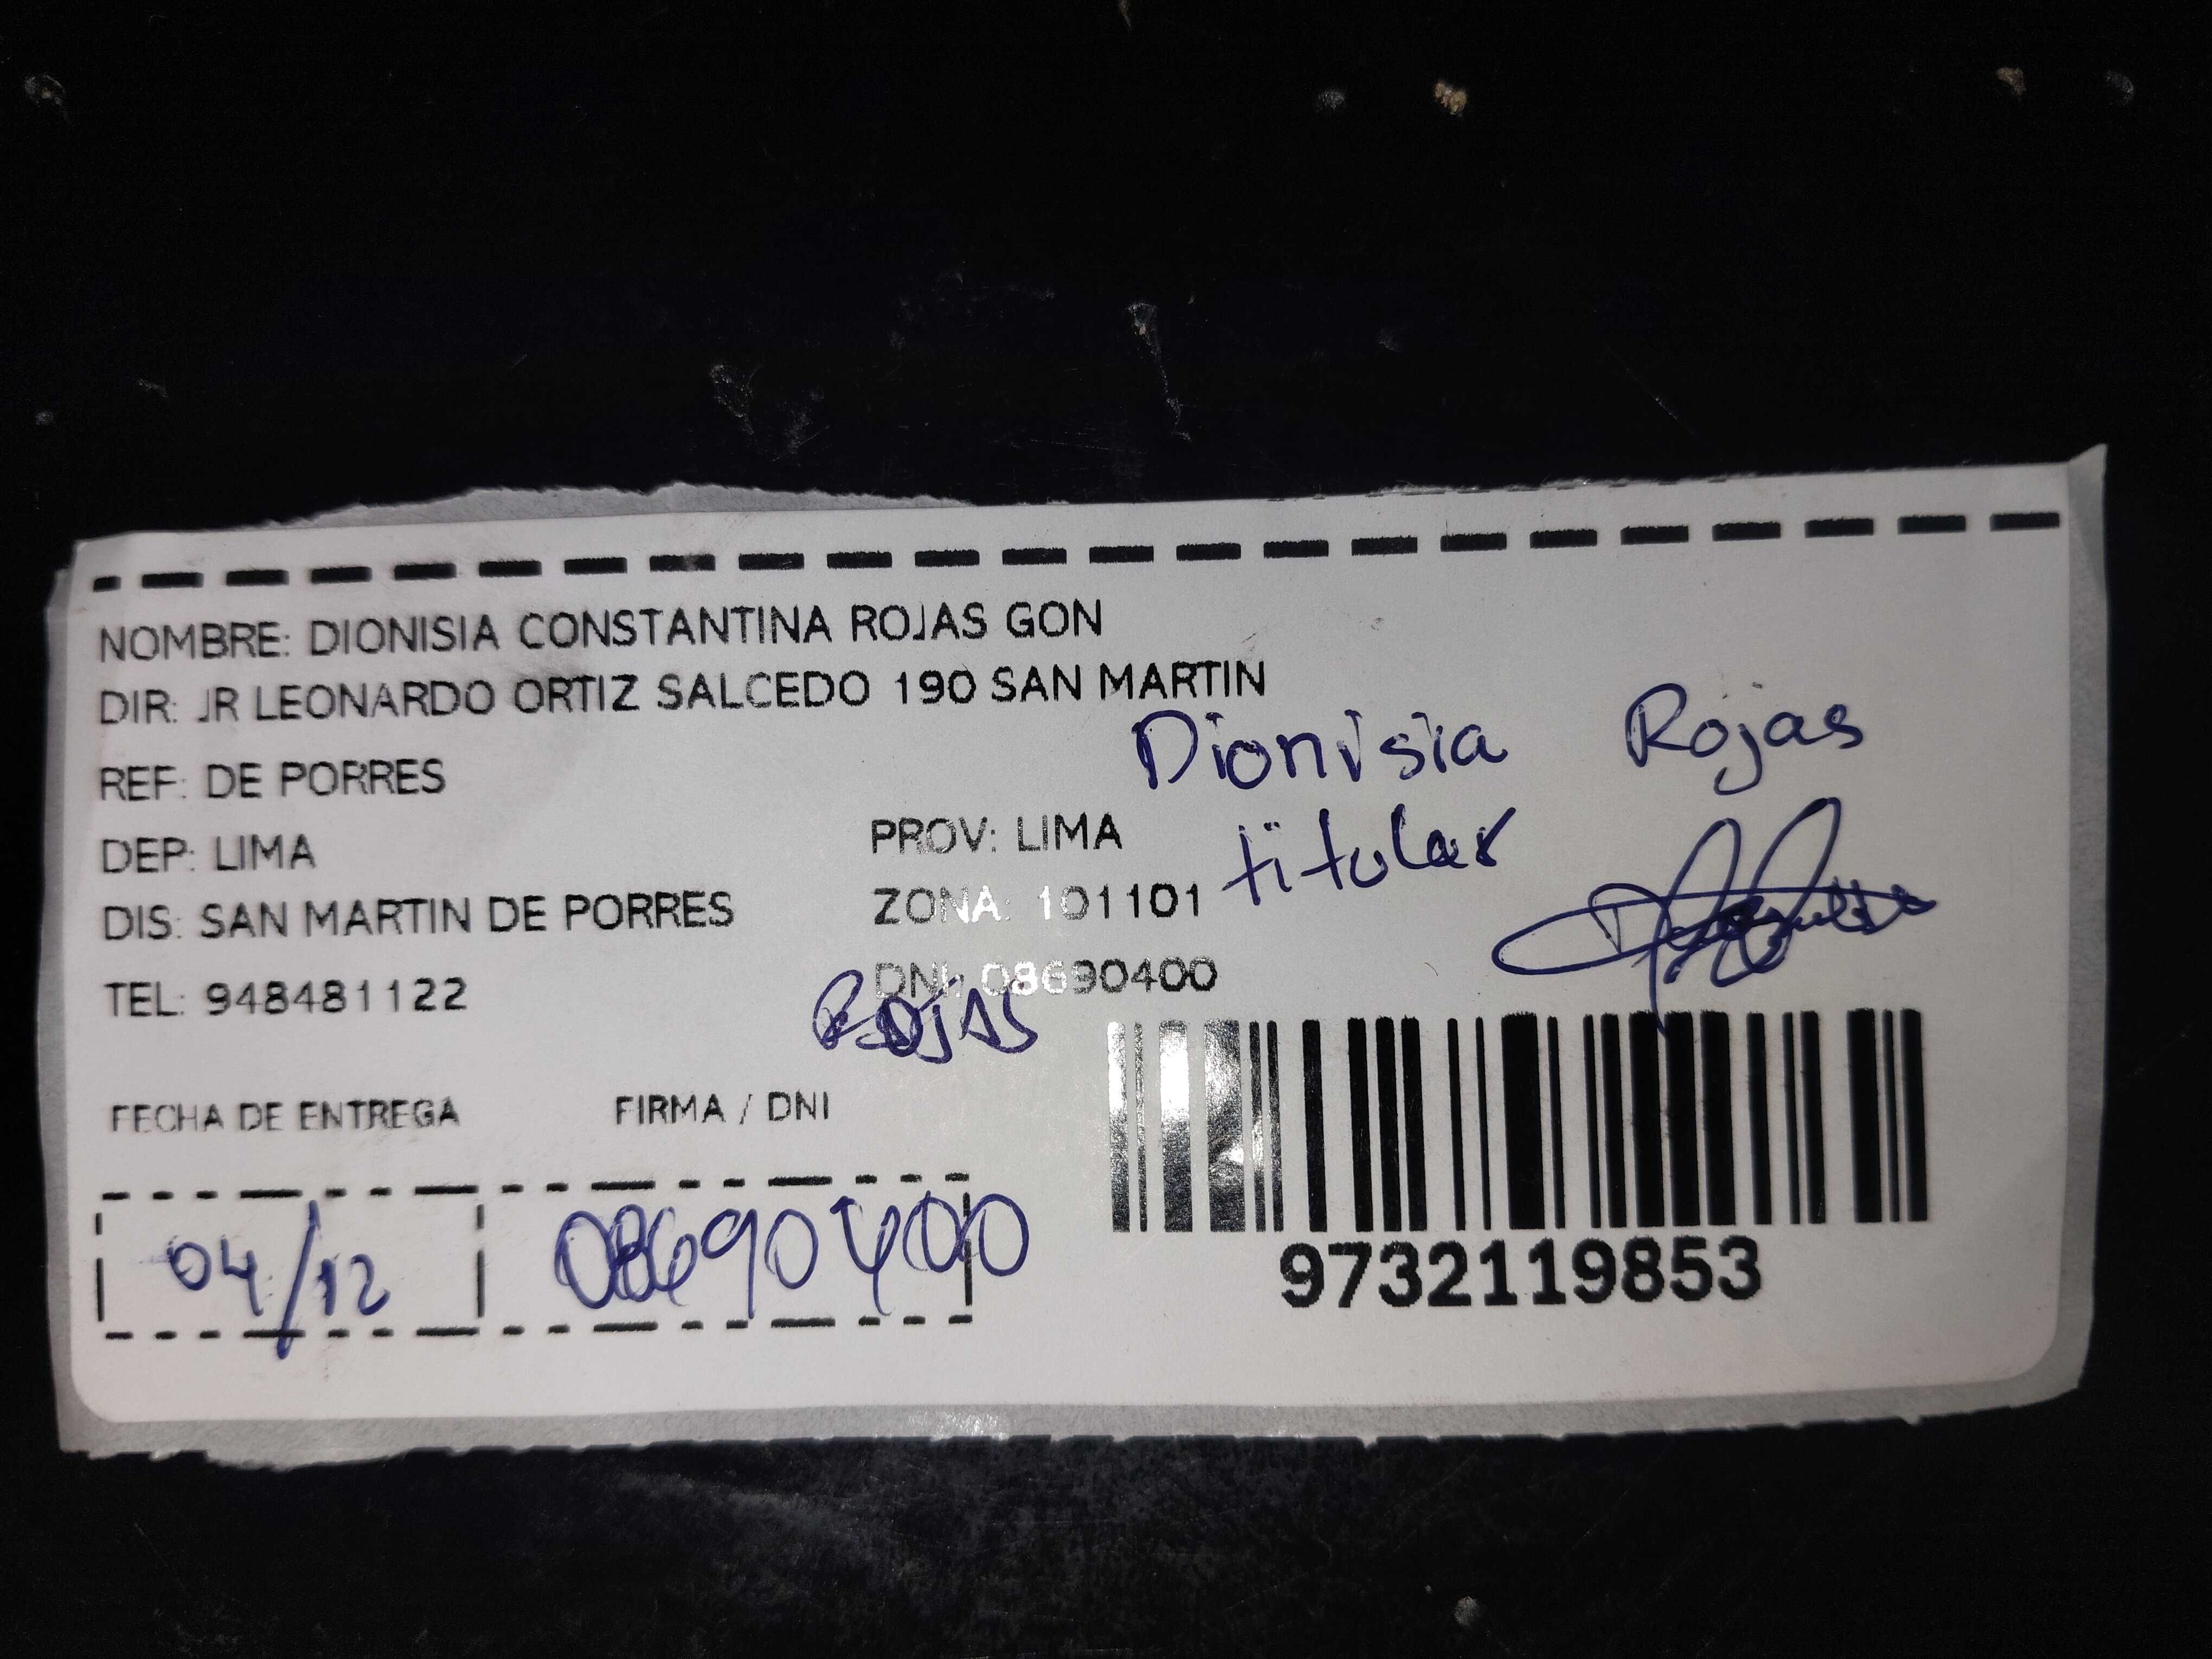 NOMBRE: DIONISIA CONSTANTINA ROJAS GON
DIR: JR LEONARDO ORTIZ SALCEDO 190 SAN MARTIN
Dionisia Rojas
REF: DE PORRES
DEP: LIMA PROV: LIMA
titular
DIS: SAN MARTIN DE PORRES ZONA: 101101
TEL: 948481122 DNI: 08690400
Rojas
FECHA DE ENTREGA FIRMA / DNI
04/12 08690400
9732119853